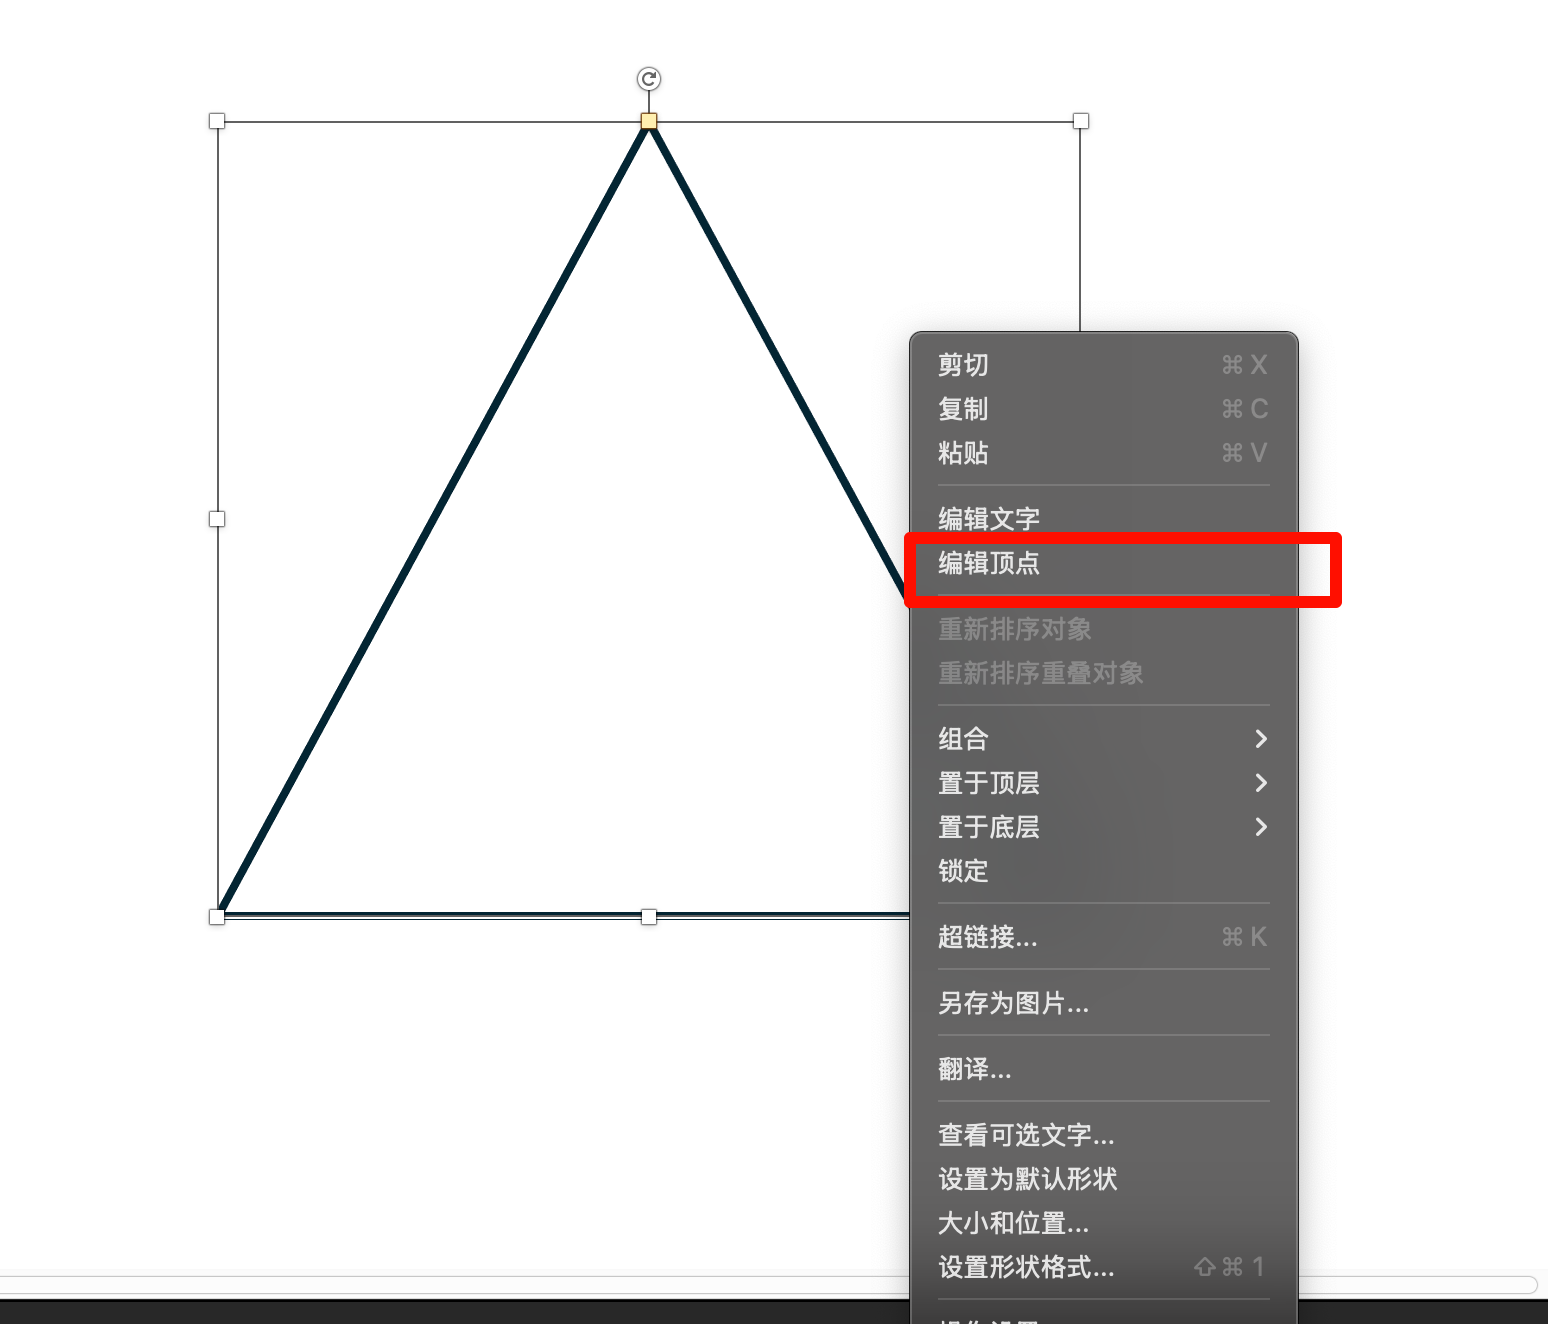 剪切 ⌘ X
复制 ⌘ C
粘贴 ⌘ V
编辑文字
编辑顶点
重新排序对象
重新排序重叠对象
组合
置于顶层
置于底层
锁定
超链接... ⌘ K
另存为图片...
翻译...
查看可选文字...
设置为默认形状
大小和位置...
设置形状格式... ⇧ ⌘ 1